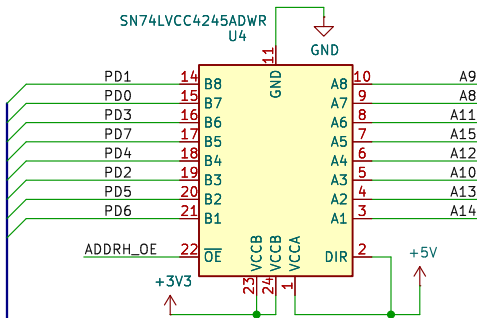 SN74LVCC4245ADWR
U4
GND
11
GND
PD1 14 B8 A8 10 A9
PD0 15 B7 A7 9 A8
PD3 16 B6 A6 8 A11
PD7 17 B5 A5 7 A15
PD4 18 B4 A4 6 A12
PD2 19 B3 A3 5 A10
PD5 20 B2 A2 4 A13
PD6 21 B1 A1 3 A14
ADDRH_OE 22 OE DIR 2
VCCB VCCB VCCA
+3V3 23 24 1 +5V